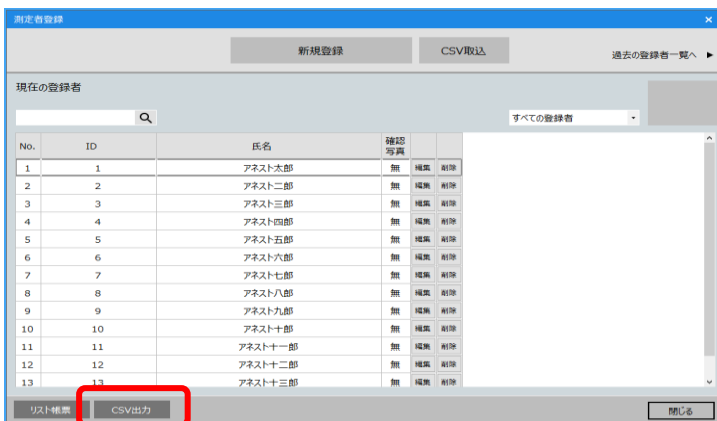 測定者登録 ×
新規登録 CSV取込 過去の登録者一覧へ ▶
現在の登録者
すべての登録者
No. ID 氏名 確認写真
1 1 アネスト太郎 無 編集 削除
2 2 アネスト二郎 無 編集 削除
3 3 アネスト三郎 無 編集 削除
4 4 アネスト四郎 無 編集 削除
5 5 アネスト五郎 無 編集 削除
6 6 アネスト六郎 無 編集 削除
7 7 アネスト七郎 無 編集 削除
8 8 アネスト八郎 無 編集 削除
9 9 アネスト九郎 無 編集 削除
10 10 アネスト十郎 無 編集 削除
11 11 アネスト十一郎 無 編集 削除
12 12 アネスト十二郎 無 編集 削除
13 13 アネスト十三郎 無 編集 削除
リスト帳票 CSV出力 閉じる